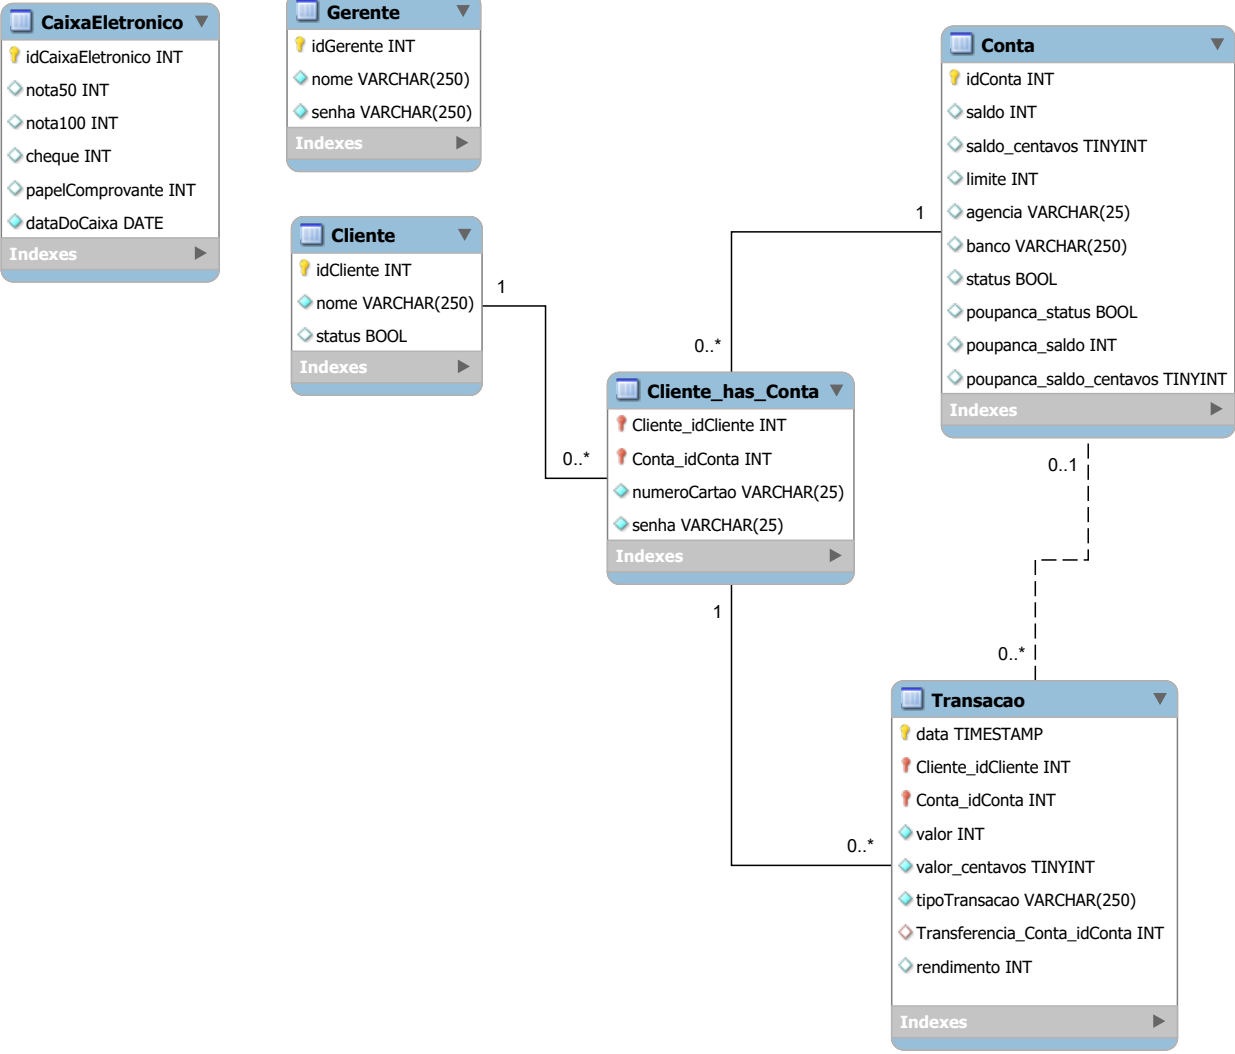 CaixaEletronico
idCaixaEletronico INT
nota50 INT
nota100 INT
cheque INT
papelComprovante INT
dataDoCaixa DATE
Indexes
Gerente
idGerente INT
nome VARCHAR(250)
senha VARCHAR(250)
Indexes
Cliente
idCliente INT
nome VARCHAR(250)
status BOOL
Indexes
Conta
idConta INT
saldo INT
saldo_centavos TINYINT
limite INT
agencia VARCHAR(25)
banco VARCHAR(250)
status BOOL
poupanca_status BOOL
poupanca_saldo INT
poupanca_saldo_centavos TINYINT
Indexes
1
0..*
1
0..*
Cliente_has_Conta
Cliente_idCliente INT
Conta_idConta INT
numeroCartao VARCHAR(25)
senha VARCHAR(25)
Indexes
0..1
0..*
1
0..*
Transacao
data TIMESTAMP
Cliente_idCliente INT
Conta_idConta INT
valor INT
valor_centavos TINYINT
tipoTransacao VARCHAR(250)
Transferencia_Conta_idConta INT
rendimento INT
Indexes